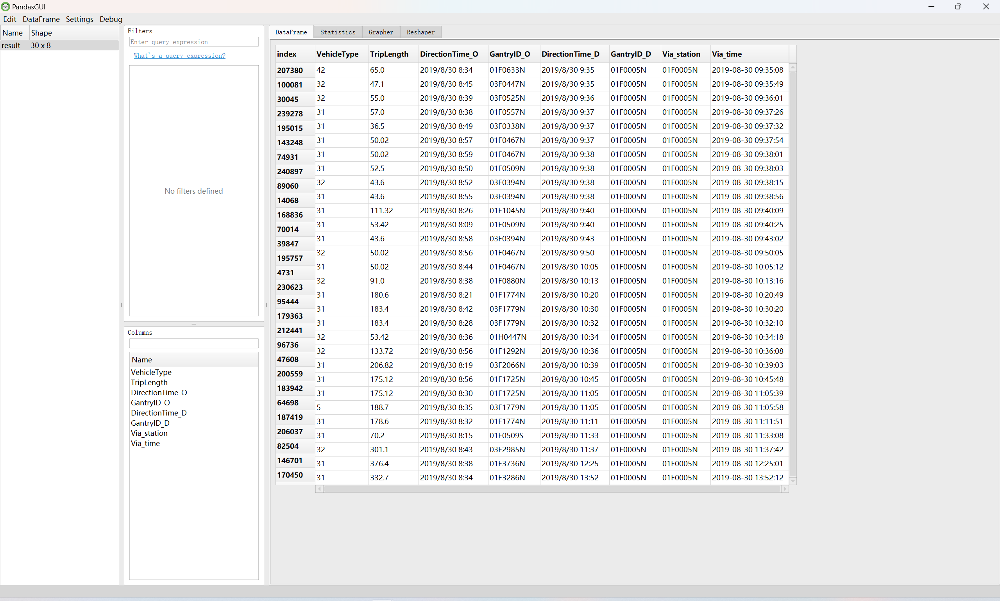 PandasGUI
Edit DataFrame Settings Debug
Name Shape
result 30 x 8
Filters
Enter query expression
What's a query expression?
No filters defined
Columns
Name
VehicleType
TripLength
DirectionTime_O
GantryID_O
DirectionTime_D
GantryID_D
Via_station
Via_time
DataFrame Statistics Grapher Reshaper
index VehicleType TripLength DirectionTime_O GantryID_O DirectionTime_D GantryID_D Via_station Via_time
207380 42 65.0 2019/8/30 8:34 01F0633N 2019/8/30 9:35 01F0005N 01F0005N 2019-08-30 09:35:08
100081 32 47.1 2019/8/30 8:45 03F0447N 2019/8/30 9:35 01F0005N 01F0005N 2019-08-30 09:35:49
30045 32 55.0 2019/8/30 8:39 03F0525N 2019/8/30 9:36 01F0005N 01F0005N 2019-08-30 09:36:01
239278 31 57.0 2019/8/30 8:38 01F0557N 2019/8/30 9:37 01F0005N 01F0005N 2019-08-30 09:37:26
195015 31 36.5 2019/8/30 8:49 03F0338N 2019/8/30 9:37 01F0005N 01F0005N 2019-08-30 09:37:32
143248 31 50.02 2019/8/30 8:57 01F0467N 2019/8/30 9:37 01F0005N 01F0005N 2019-08-30 09:37:54
74931 31 50.02 2019/8/30 8:59 01F0467N 2019/8/30 9:38 01F0005N 01F0005N 2019-08-30 09:38:01
240897 31 52.5 2019/8/30 8:50 01F0509N 2019/8/30 9:38 01F0005N 01F0005N 2019-08-30 09:38:03
89060 32 43.6 2019/8/30 8:52 03F0394N 2019/8/30 9:38 01F0005N 01F0005N 2019-08-30 09:38:15
14068 31 43.6 2019/8/30 8:55 03F0394N 2019/8/30 9:38 01F0005N 01F0005N 2019-08-30 09:38:56
168836 31 111.32 2019/8/30 8:26 01F1045N 2019/8/30 9:40 01F0005N 01F0005N 2019-08-30 09:40:09
70014 31 53.42 2019/8/30 8:09 01F0509N 2019/8/30 9:40 01F0005N 01F0005N 2019-08-30 09:40:25
39847 31 43.6 2019/8/30 8:58 03F0394N 2019/8/30 9:43 01F0005N 01F0005N 2019-08-30 09:43:02
195757 32 50.02 2019/8/30 8:56 01F0467N 2019/8/30 9:50 01F0005N 01F0005N 2019-08-30 09:50:05
4731 31 50.02 2019/8/30 8:44 01F0467N 2019/8/30 10:05 01F0005N 01F0005N 2019-08-30 10:05:12
230623 32 91.0 2019/8/30 8:38 01F0880N 2019/8/30 10:13 01F0005N 01F0005N 2019-08-30 10:13:16
95444 31 180.6 2019/8/30 8:21 01F1774N 2019/8/30 10:20 01F0005N 01F0005N 2019-08-30 10:20:49
179363 31 183.4 2019/8/30 8:42 03F1779N 2019/8/30 10:30 01F0005N 01F0005N 2019-08-30 10:30:20
212441 31 183.4 2019/8/30 8:28 03F1779N 2019/8/30 10:32 01F0005N 01F0005N 2019-08-30 10:32:10
96736 32 53.42 2019/8/30 8:36 01H0447N 2019/8/30 10:34 01F0005N 01F0005N 2019-08-30 10:34:18
47608 32 133.72 2019/8/30 8:56 01F1292N 2019/8/30 10:36 01F0005N 01F0005N 2019-08-30 10:36:08
200559 31 206.82 2019/8/30 8:19 03F2066N 2019/8/30 10:39 01F0005N 01F0005N 2019-08-30 10:39:03
183942 31 175.12 2019/8/30 8:56 01F1725N 2019/8/30 10:45 01F0005N 01F0005N 2019-08-30 10:45:48
64698 31 175.12 2019/8/30 8:30 01F1725N 2019/8/30 11:05 01F0005N 01F0005N 2019-08-30 11:05:39
187419 5 188.7 2019/8/30 8:35 03F1779N 2019/8/30 11:05 01F0005N 01F0005N 2019-08-30 11:05:58
206037 31 178.6 2019/8/30 8:32 01F1774N 2019/8/30 11:11 01F0005N 01F0005N 2019-08-30 11:11:51
82504 31 70.2 2019/8/30 8:15 01F0509S 2019/8/30 11:33 01F0005N 01F0005N 2019-08-30 11:33:08
146701 32 301.1 2019/8/30 8:43 03F2985N 2019/8/30 11:37 01F0005N 01F0005N 2019-08-30 11:37:42
170450 31 376.4 2019/8/30 8:38 01F3736N 2019/8/30 12:25 01F0005N 01F0005N 2019-08-30 12:25:01
31 332.7 2019/8/30 8:34 01F3286N 2019/8/30 13:52 01F0005N 01F0005N 2019-08-30 13:52:12